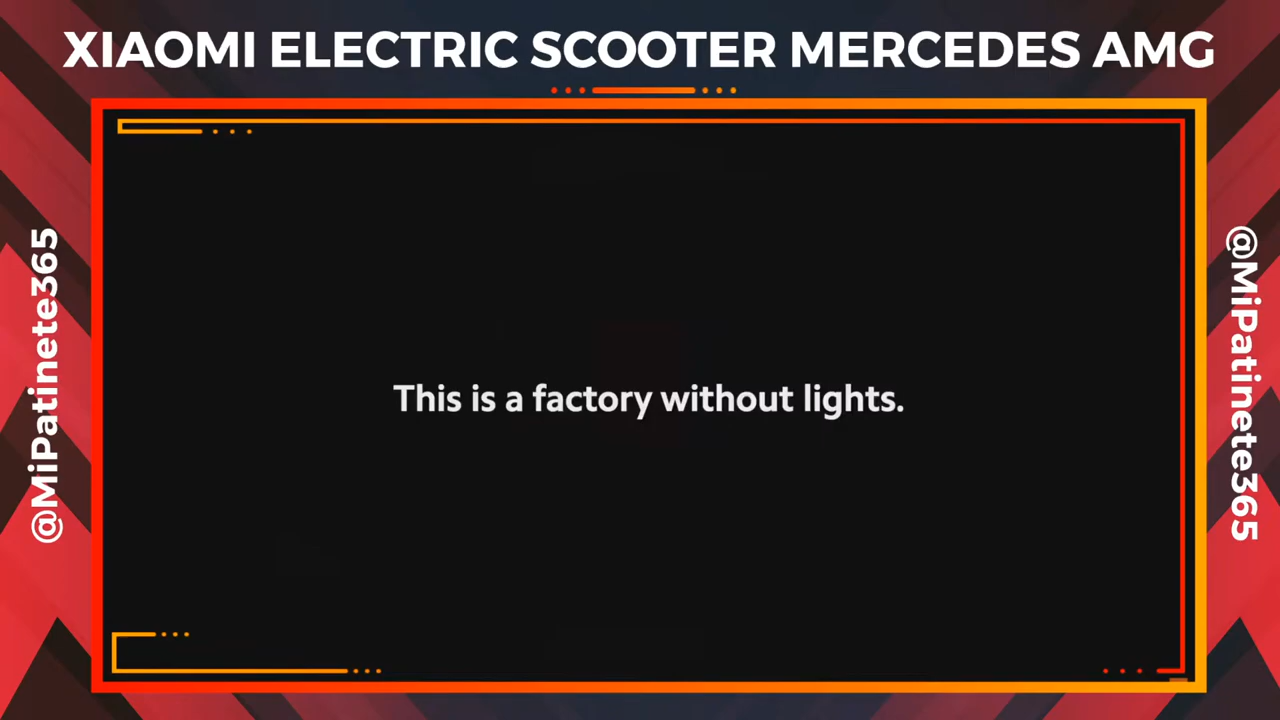 XIAOMI ELECTRIC SCOOTER MERCEDES AMG
@MiPatinete365
This is a factory without lights.
@MiPatinete365